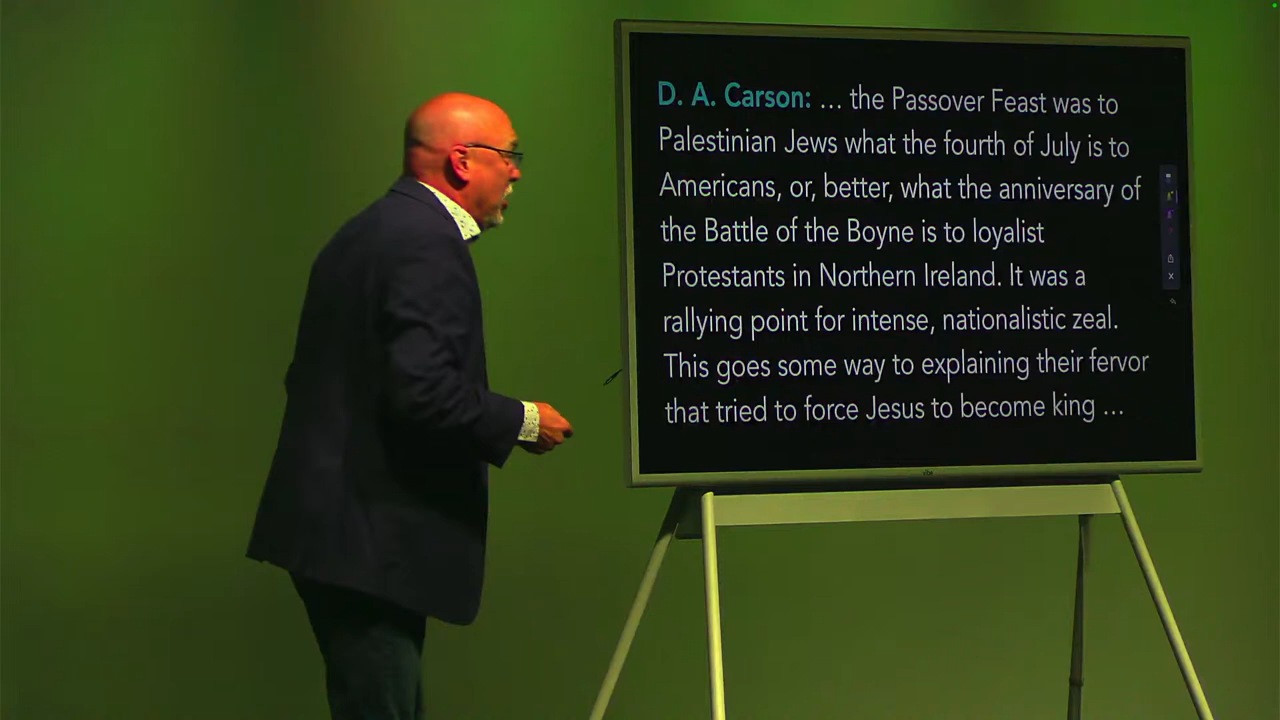 D. A. Carson: … the Passover Feast was to
Palestinian Jews what the fourth of July is to
Americans, or, better, what the anniversary of
the Battle of the Boyne is to loyalist
Protestants in Northern Ireland. It was a
rallying point for intense, nationalistic zeal.
This goes some way to explaining their fervor
that tried to force Jesus to become king …